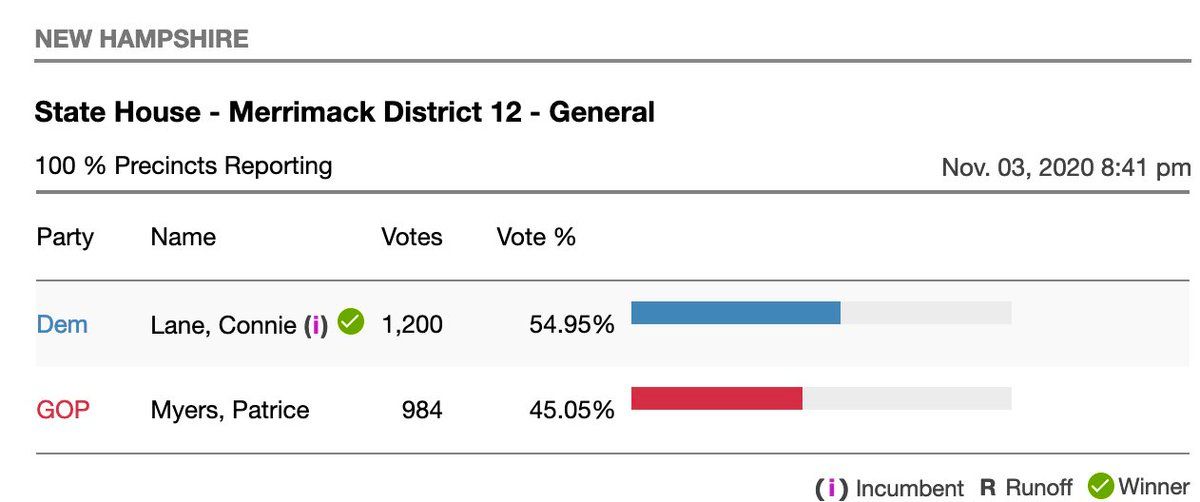 NEW HAMPSHIRE
State House - Merrimack District 12 - General
100 % Precincts Reporting Nov. 03, 2020 8:41 pm
Party Name Votes Vote %
Dem Lane, Connie (i) 1,200 54.95%
GOP Myers, Patrice 984 45.05%
(i) Incumbent R Runoff Winner